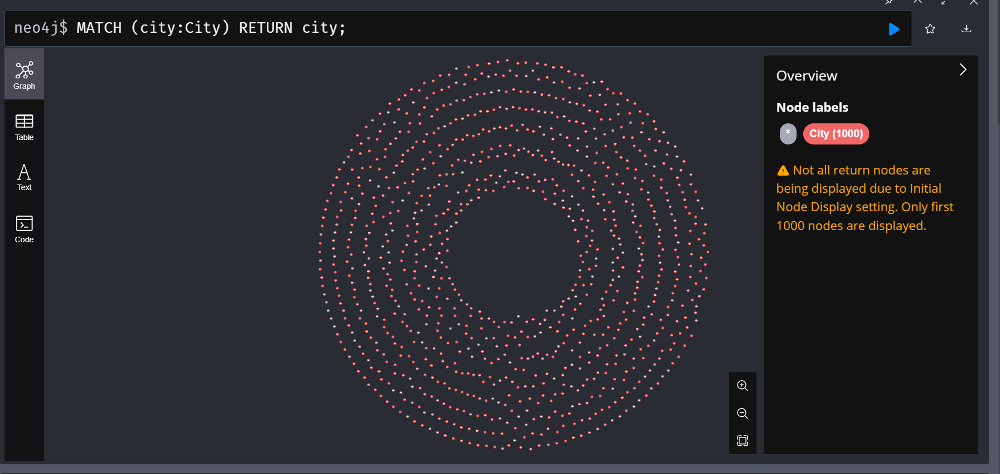 neo4j$ MATCH (city:City) RETURN city;
Graph
Table
Text
Code
Overview
Node labels
* City (1000)
Not all return nodes are
being displayed due to Initial
Node Display setting. Only first
1000 nodes are displayed.